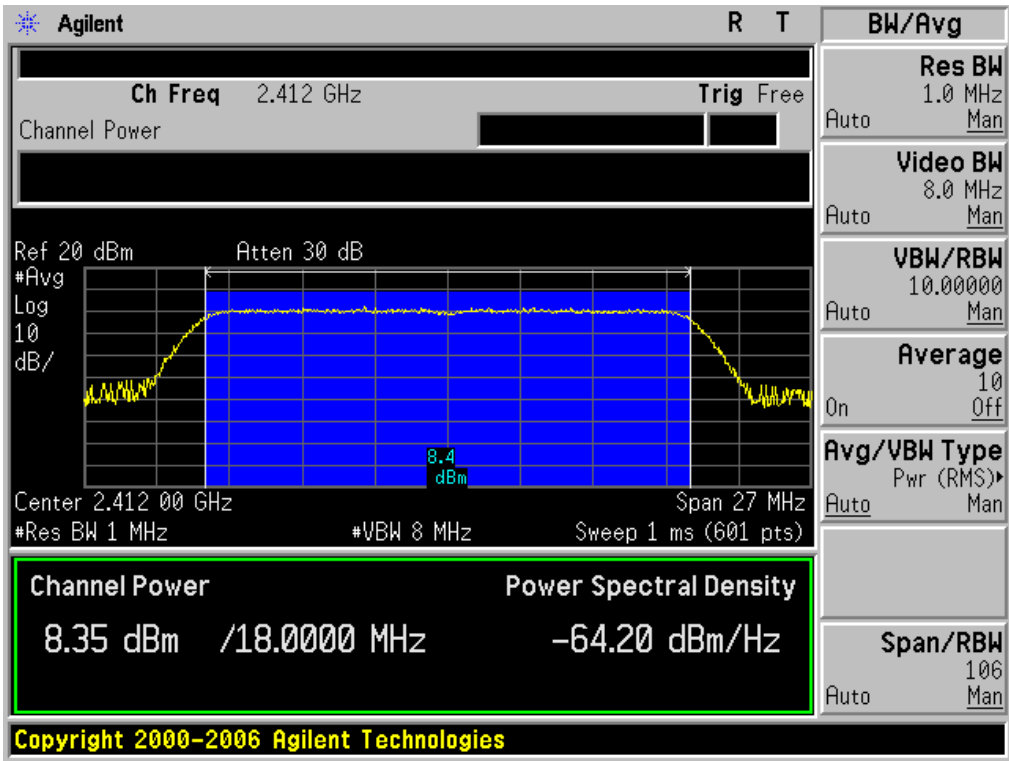 Agilent R T
Ch Freq 2.412 GHz Trig Free
Channel Power
Ref 20 dBm Atten 30 dB
#Avg
Log
10
dB/
8.4
dBm
Center 2.412 00 GHz Span 27 MHz
#Res BW 1 MHz #VBW 8 MHz Sweep 1 ms (601 pts)
Channel Power Power Spectral Density
8.35 dBm /18.0000 MHz -64.20 dBm/Hz
Copyright 2000-2006 Agilent Technologies
BW/Avg
Res BW
1.0 MHz
Auto Man
Video BW
8.0 MHz
Auto Man
VBW/RBW
10.00000
Auto Man
Average
10
On Off
Avg/VBW Type
Pwr (RMS)▸
Auto Man
Span/RBW
106
Auto Man